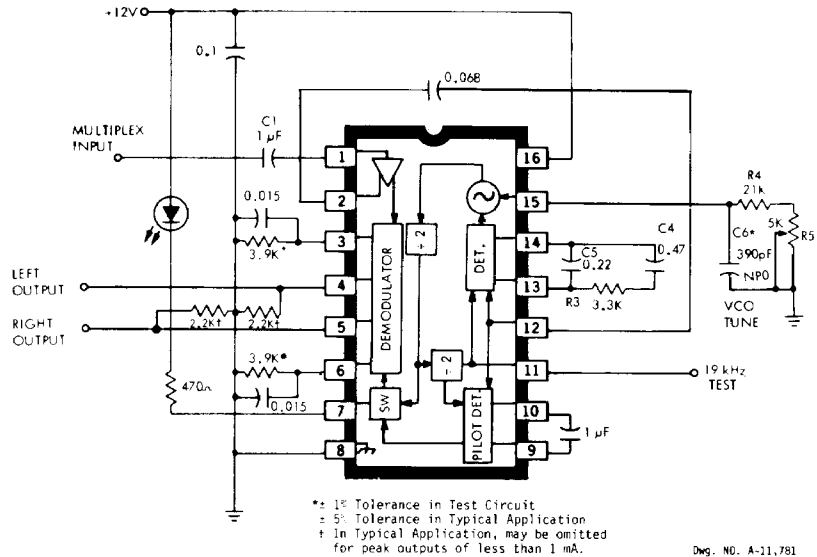 +12V
0.1
0.068
C1
1 µF
MULTIPLEX
INPUT
1
16
R4
21k
2
15
0.015
5K
R5
C6*
390pF
NPO
3
14
C5
0.22
C4
0.47
3.9K*
÷2
DET.
DEMODULATOR
LEFT
OUTPUT
4
13
R3
3.3K
VCO
TUNE
RIGHT
OUTPUT
2.2K†
2.2K†
5
12
3.9K*
6
÷2
11
19 kHz
TEST
470Ω
0.015
7
SW
PILOT DET.
10
1 µF
8
9
*± 1% Tolerance in Test Circuit
± 5% Tolerance in Typical Application
† In Typical Application, may be omitted
for peak outputs of less than 1 mA.
Dwg. NO. A-11,781